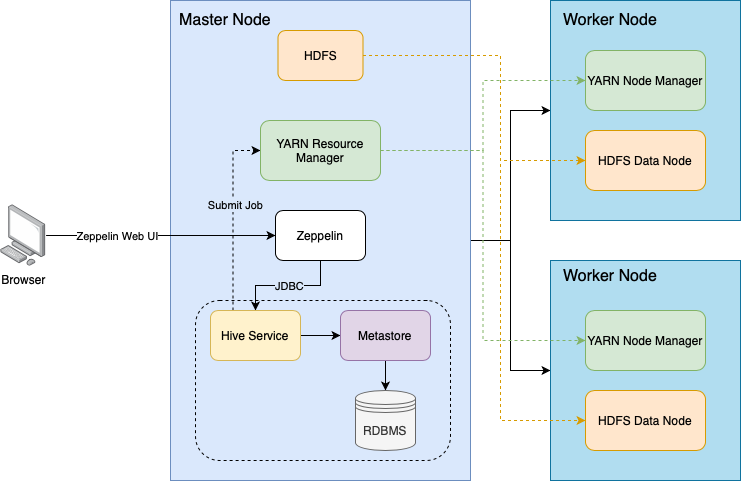 Master Node
HDFS
YARN Resource
Manager
Submit Job
Zeppelin Web UI
Browser
Zeppelin
JDBC
Hive Service
Metastore
RDBMS
Worker Node
YARN Node Manager
HDFS Data Node
Worker Node
YARN Node Manager
HDFS Data Node